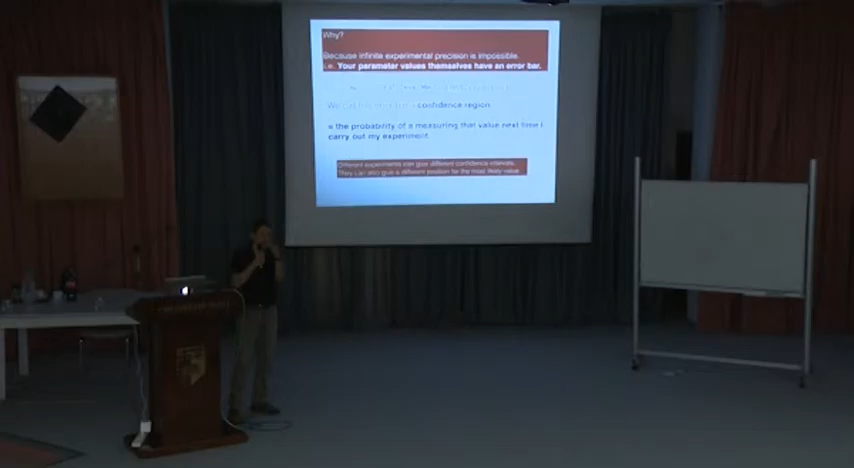 Why?
Because infinite experimental precision is impossible.
i.e. Your parameter values themselves have an error bar.
We call this error bar a confidence region.
= the probability of a measuring that value next time I
carry out my experiment.
Different experiments can give different confidence intervals.
They can also give a different position for the most likely value.